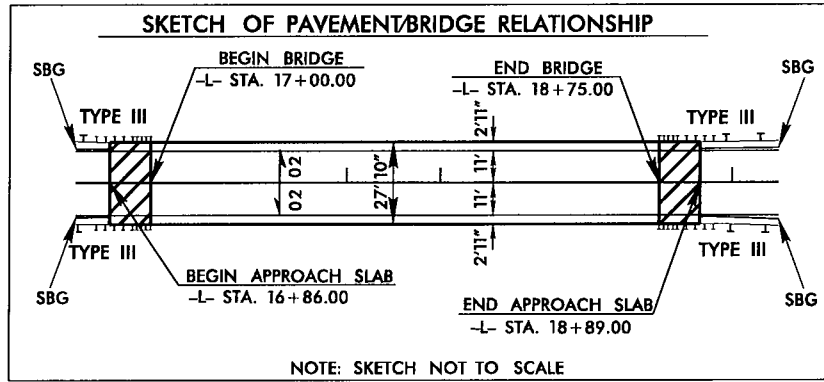 SKETCH OF PAVEMENT/BRIDGE RELATIONSHIP
SBG
BEGIN BRIDGE
-L- STA. 17+00.00
END BRIDGE
-L- STA. 18+75.00
SBG
TYPE III
TYPE III
2'11"
11'
02
02
27'10"
11'
2'11"
TYPE III
TYPE III
SBG
BEGIN APPROACH SLAB
-L- STA. 16+86.00
END APPROACH SLAB
-L- STA. 18+89.00
SBG
NOTE: SKETCH NOT TO SCALE